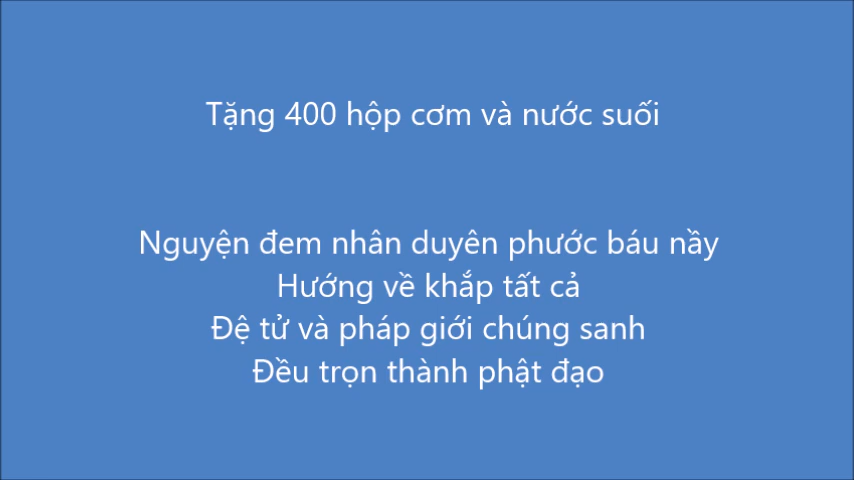 Tặng 400 hộp cơm và nước suối
Nguyện đem nhân duyên phước báu nầy
Hướng về khắp tất cả
Đệ tử và pháp giới chúng sanh
Đều trọn thành phật đạo